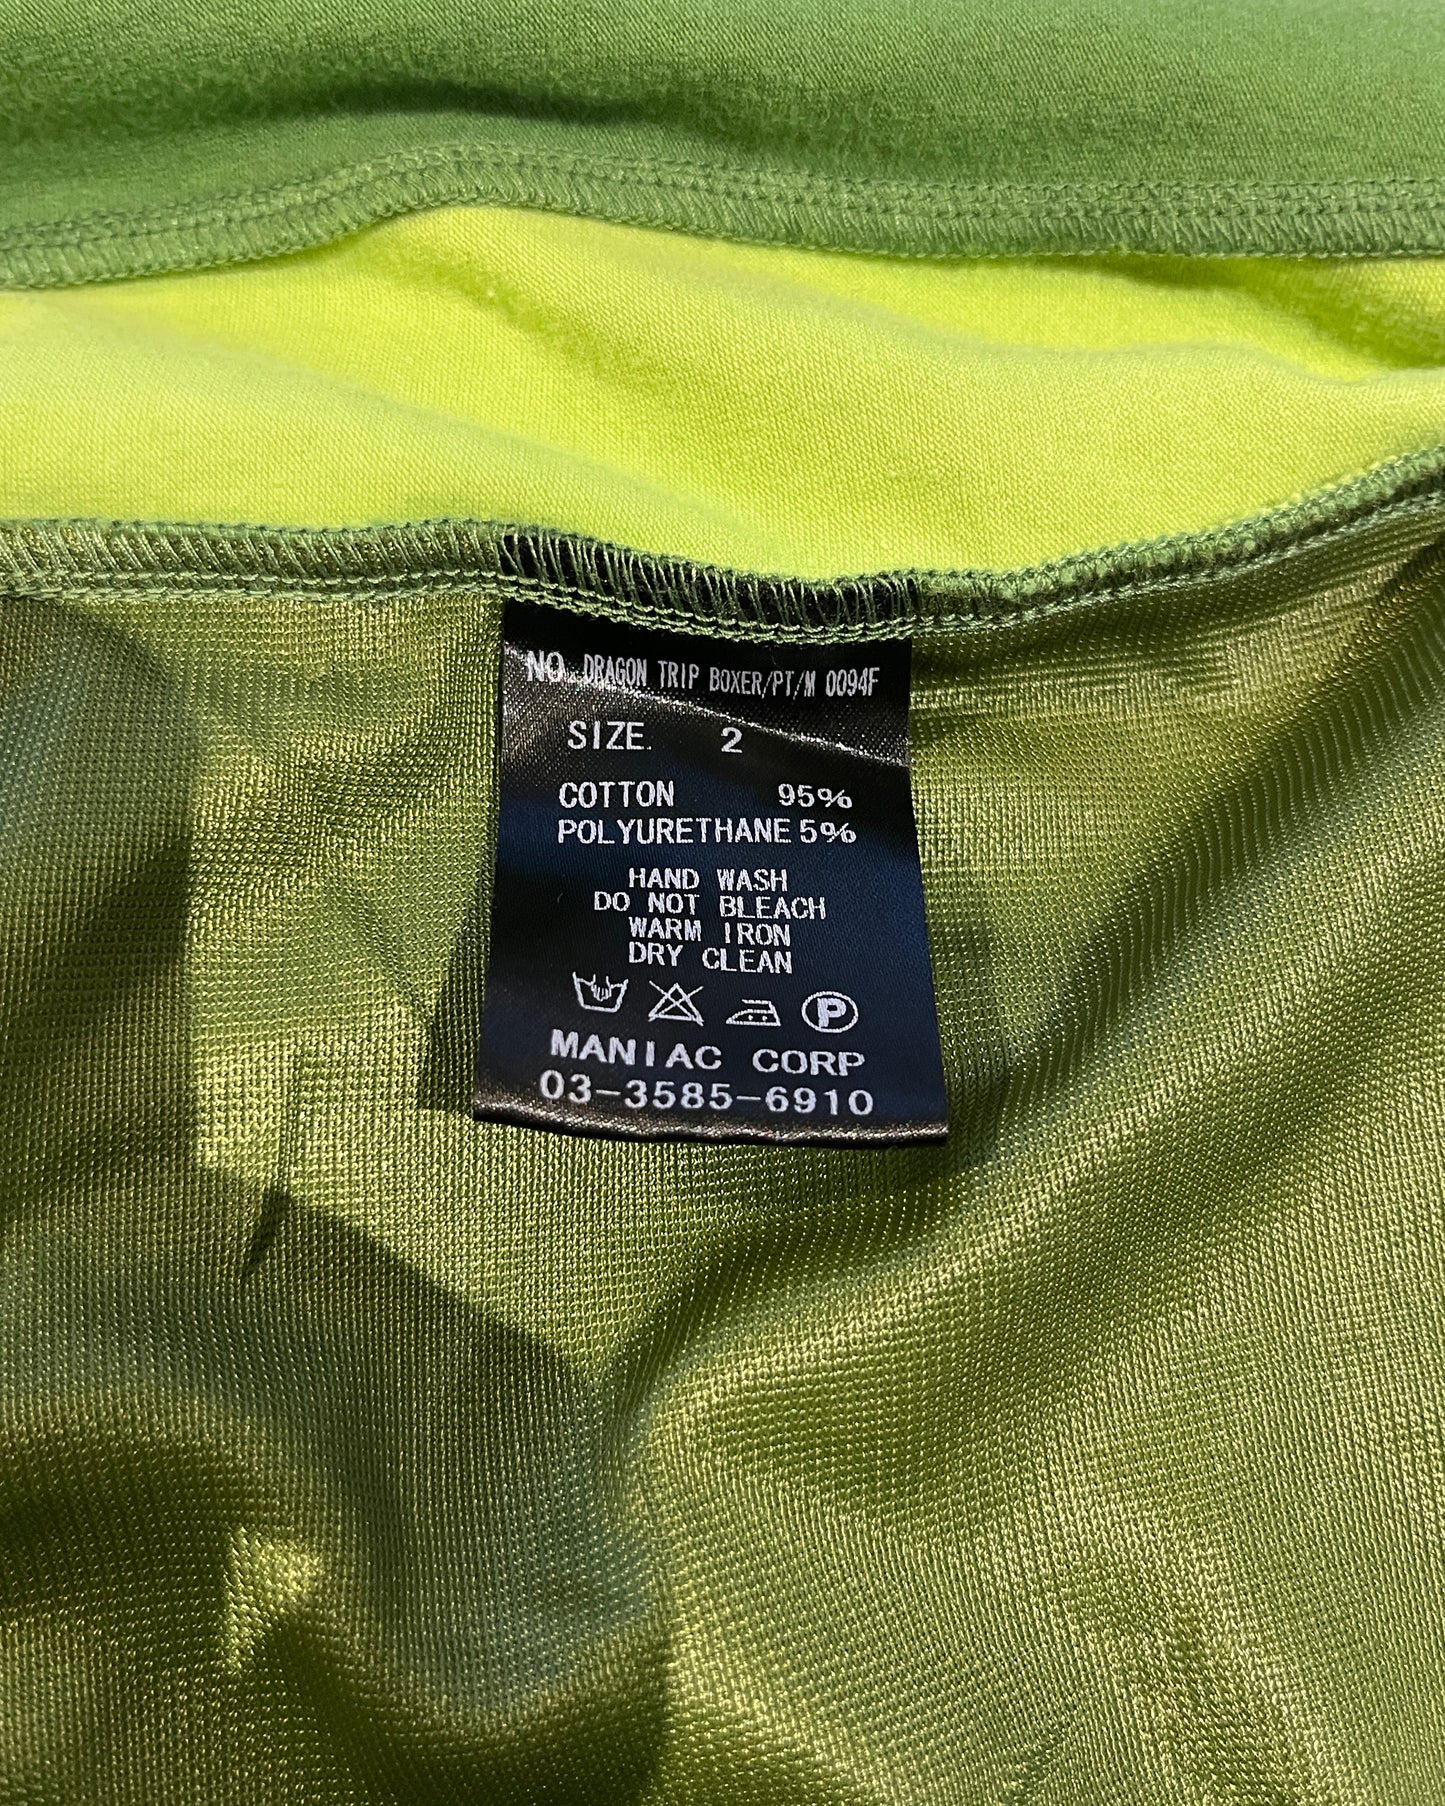 NO. DRAGON TRIP BOXER/PT/M 0094F
SIZE. 2
COTTON 95%
POLYURETHANE 5%
HAND WASH
DO NOT BLEACH
WARM IRON
DRY CLEAN
P
MANIAC CORP
03-3585-6910